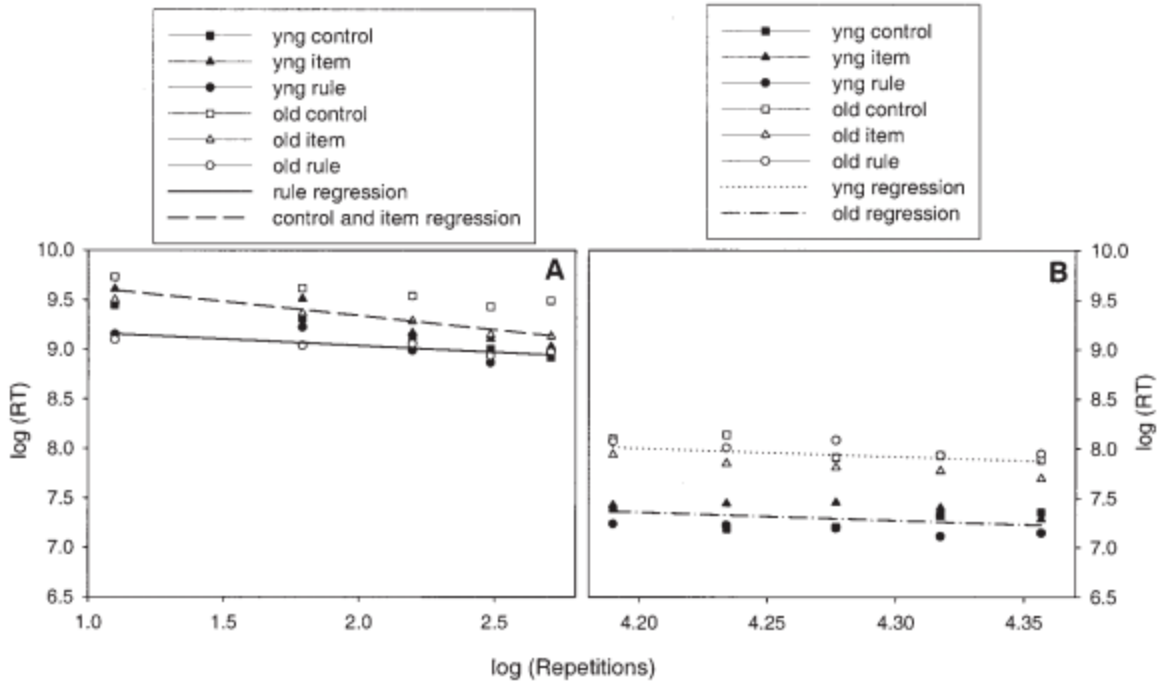 yng control
yng item
yng rule
old control
old item
old rule
rule regression
control and item regression
yng control
yng item
yng rule
old control
old item
old rule
yng regression
old regression
A
B
log (RT)
10.0
9.5
9.0
8.5
8.0
7.5
7.0
6.5
1.0
1.5
2.0
2.5
10.0
9.5
9.0
8.5
8.0
7.5
7.0
6.5
log (RT)
4.20
4.25
4.30
4.35
log (Repetitions)